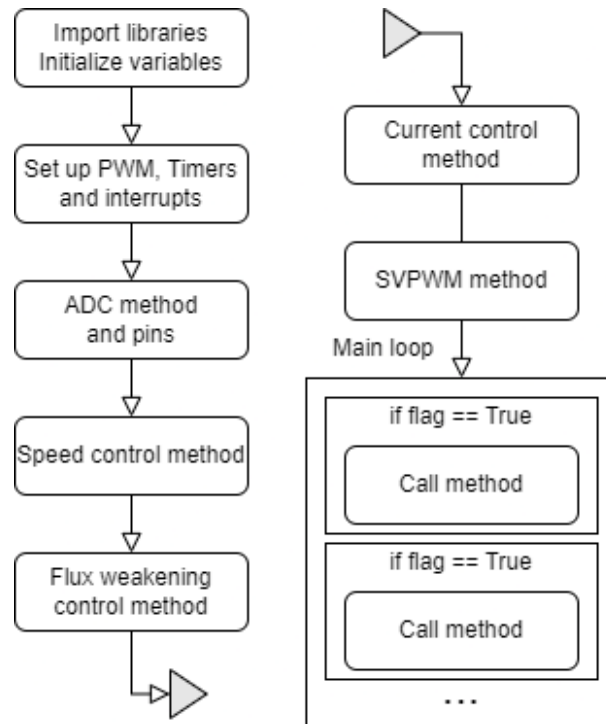 Import libraries
Initialize variables
Set up PWM, Timers
and interrupts
ADC method
and pins
Speed control method
Flux weakening
control method
Current control
method
SVPWM method
Main loop
if flag == True
Call method
if flag == True
Call method
...